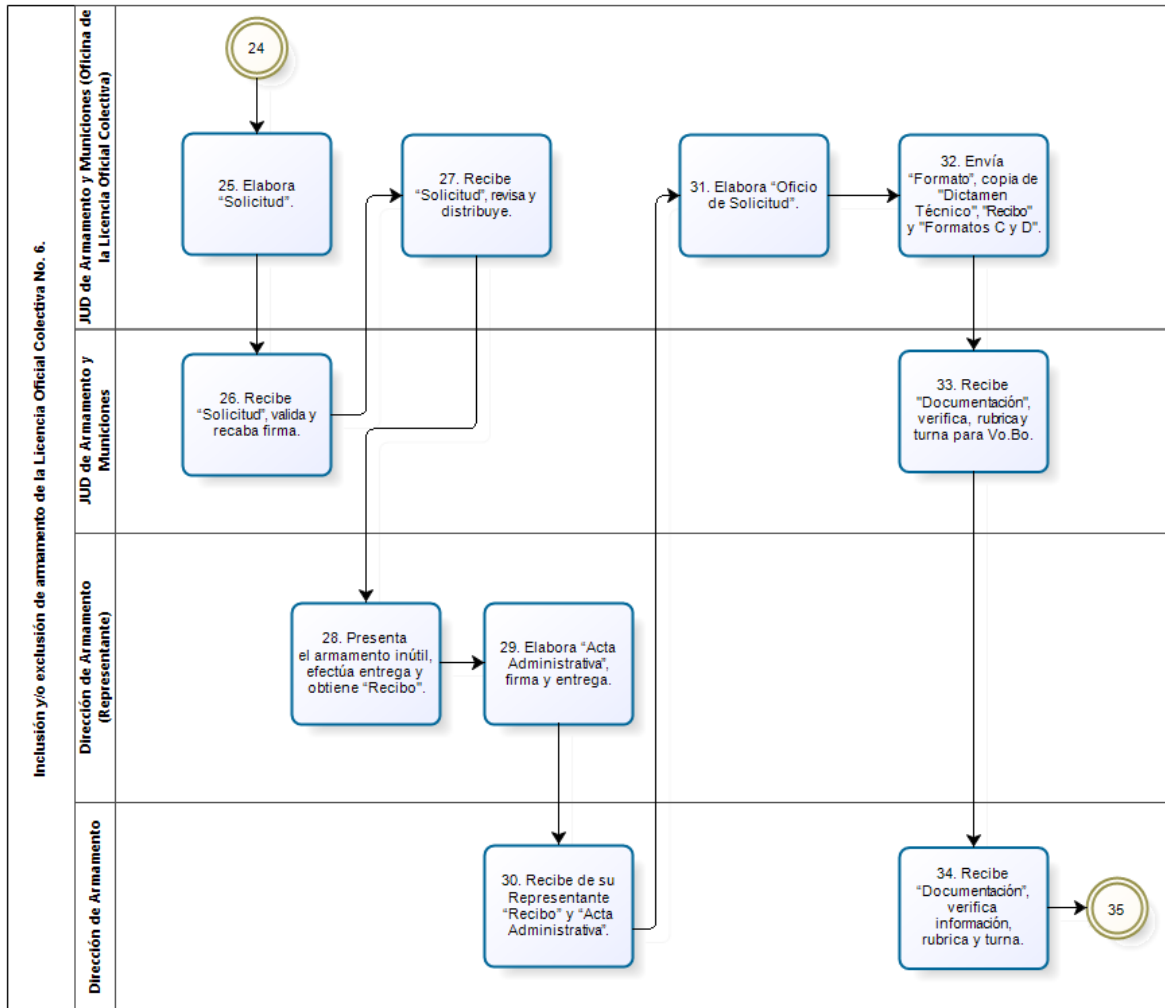 Inclusión y/o exclusión de armamento de la Licencia Oficial Colectiva No. 6.
JUD de Armamento y Municiones (Oficina de
la Licencia Oficial Colectiva)
24
25. Elabora
“Solicitud”.
27. Recibe
“Solicitud”, revisa y
distribuye.
31. Elabora “Oficio
de Solicitud”.
32. Envía
“Formato”, copia de
"Dictamen
Técnico", "Recibo"
y "Formatos C y D".
JUD de Armamento y
Municiones
26. Recibe
“Solicitud”, valida y
recaba firma.
33. Recibe
"Documentación",
verifica, rubrica y
turna para Vo.Bo.
Dirección de Armamento
(Representante)
28. Presenta
el armamento inútil,
efectúa entrega y
obtiene “Recibo”.
29. Elabora “Acta
Administrativa”,
firma y entrega.
Dirección de Armamento
30. Recibe de su
Representante
“Recibo” y “Acta
Administrativa”.
34. Recibe
“Documentación”,
verifica
información,
rubrica y turna.
35